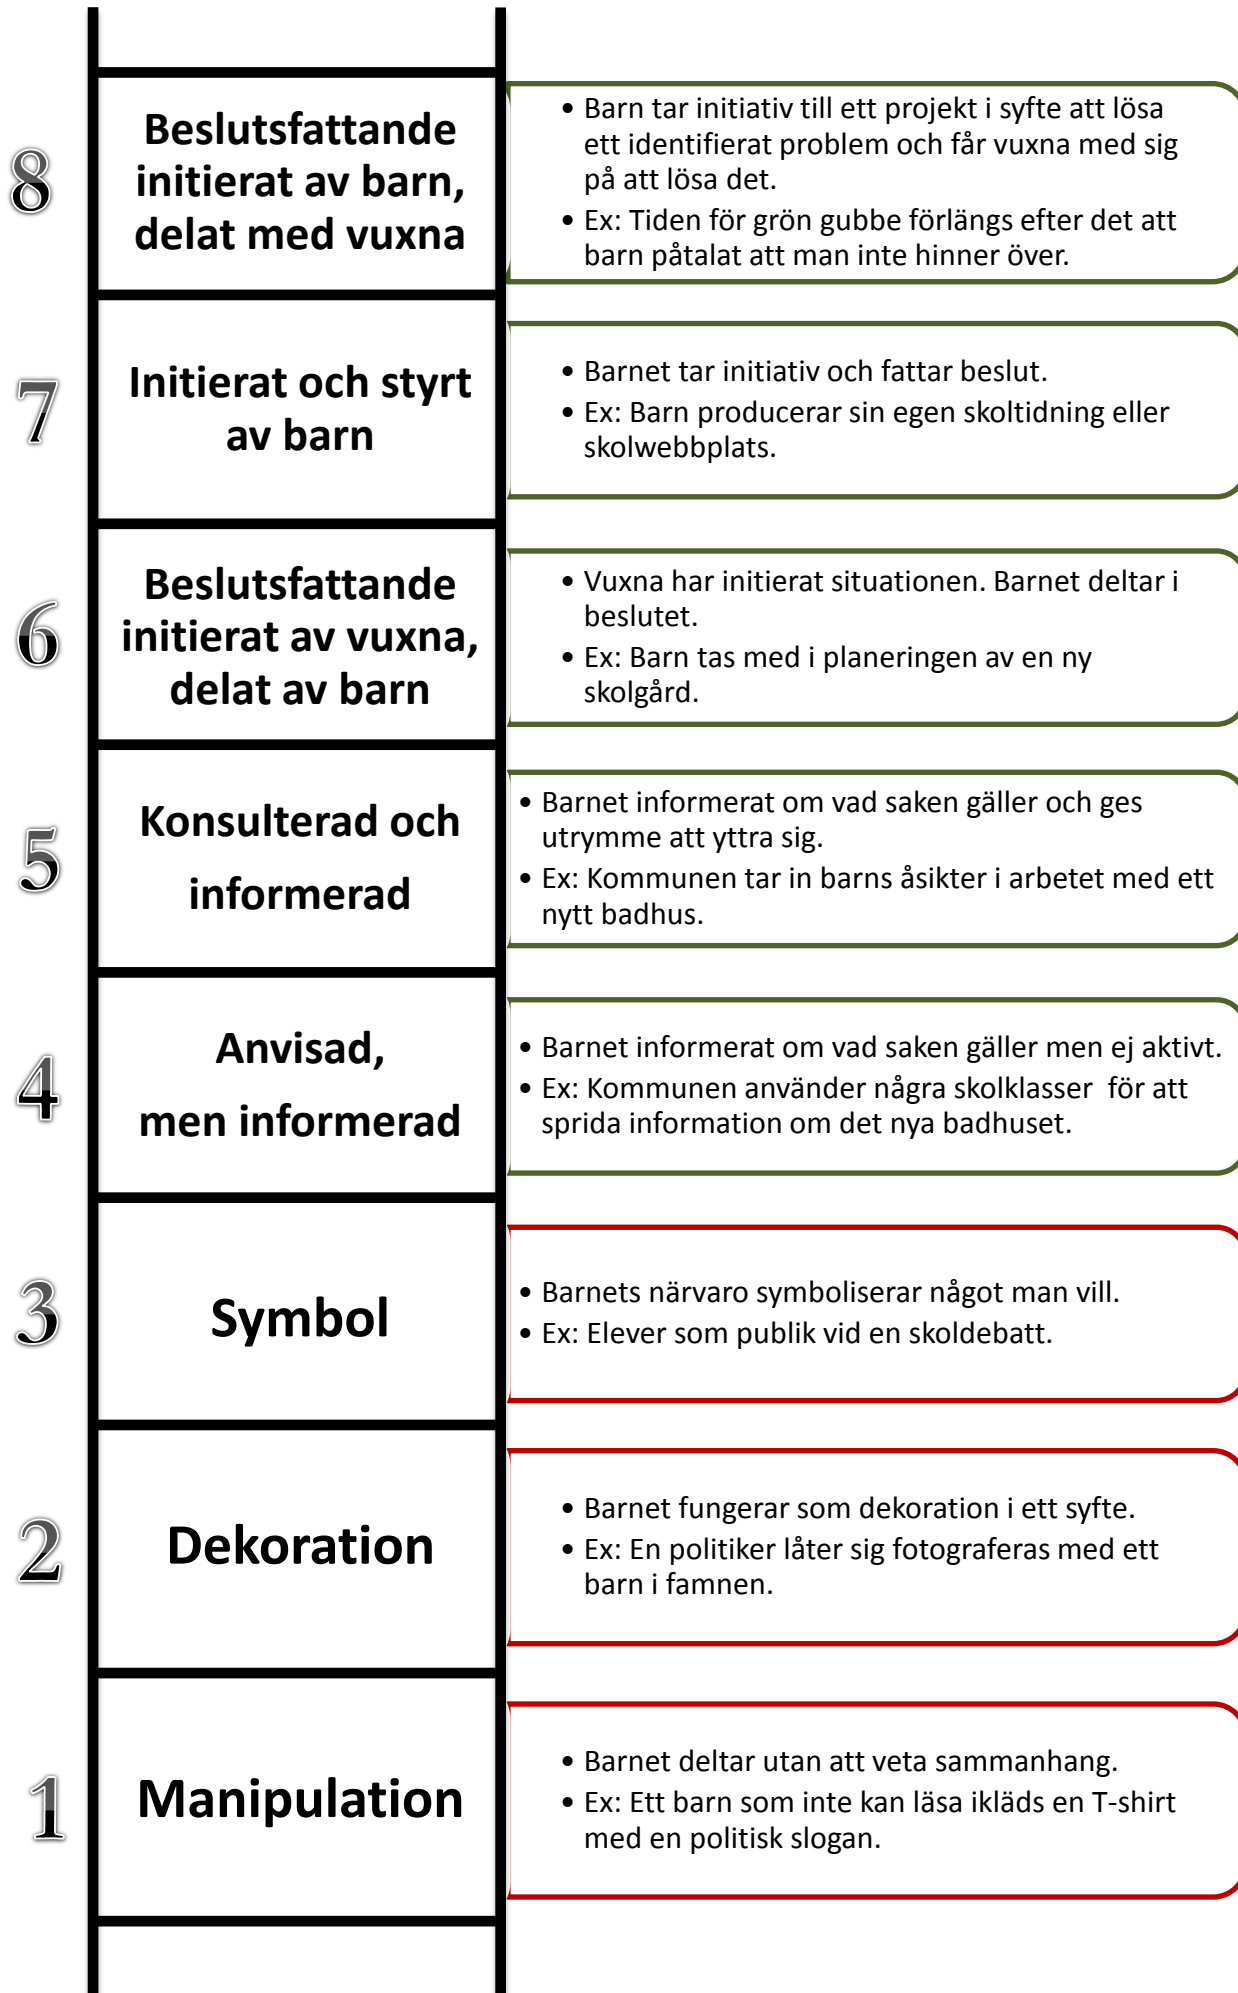 8
Beslutsfattande
initierat av barn,
delat med vuxna
• Barn tar initiativ till ett projekt i syfte att lösa
ett identifierat problem och får vuxna med sig
på att lösa det.
• Ex: Tiden för grön gubbe förlängs efter det att
barn påtalat att man inte hinner över.
7
Initierat och styrt
av barn
• Barnet tar initiativ och fattar beslut.
• Ex: Barn producerar sin egen skoltidning eller
skolwebbplats.
6
Beslutsfattande
initierat av vuxna,
delat av barn
• Vuxna har initierat situationen. Barnet deltar i
beslutet.
• Ex: Barn tas med i planeringen av en ny
skolgård.
5
Konsulterad och
informerad
• Barnet informerat om vad saken gäller och ges
utrymme att yttra sig.
• Ex: Kommunen tar in barns åsikter i arbetet med ett
nytt badhus.
4
Anvisad,
men informerad
• Barnet informerat om vad saken gäller men ej aktivt.
• Ex: Kommunen använder några skolklasser för att
sprida information om det nya badhuset.
3
Symbol
• Barnets närvaro symboliserar något man vill.
• Ex: Elever som publik vid en skoldebatt.
2
Dekoration
• Barnet fungerar som dekoration i ett syfte.
• Ex: En politiker låter sig fotograferas med ett
barn i famnen.
1
Manipulation
• Barnet deltar utan att veta sammanhang.
• Ex: Ett barn som inte kan läsa ikläds en T-shirt
med en politisk slogan.